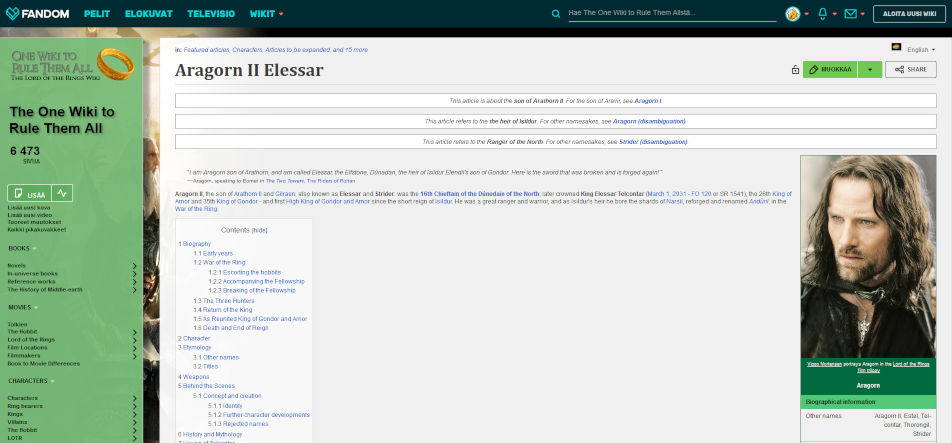 FANDOM PELIT ELOKUVAT TELEVISIO WIKIT Hae The One Wiki to Rule Them Allstä... ALOITA UUSI WIKI
in: Featured articles, Characters, Articles to be expanded, and 15 more
English
Aragorn II Elessar
MUOKKAA
SHARE
ONE WIKI TO
RULE THEM ALL
THE LORD OF THE RINGS WIKI
The One Wiki to
Rule Them All
6 473
SIVUJA
LISÄÄ
Lisää uusi kuva
Lisää uusi video
Tuoreet muutokset
Kaikki pikakuvakkeet
BOOKS
Novels
In-universe books
Reference works
The History of Middle-earth
MOVIES
Tolkien
The Hobbit
Lord of the Rings
Film Locations
Filmmakers
Book to Movie Differences
CHARACTERS
Characters
Ring bearers
Kings
Villains
The Hobbit
LOTR
This article is about the son of Arathorn II. For the son of Aravir, see Aragorn I.
This article refers to the the heir of Isildur. For other namesakes, see Aragorn (disambiguation)
This article refers to the Ranger of the North. For other namesakes, see Strider (disambiguation)
"I am Aragorn son of Arathorn, and am called Elessar, the Elfstone, Dúnadan, the heir of Isildur Elendil's son of Gondor. Here is the sword that was broken and is forged again!"
—Aragorn, speaking to Éomer in The Two Towers, The Riders of Rohan
Aragorn II, the son of Arathorn II and Gilraen, also known as Elessar and Strider, was the 16th Chieftain of the Dúnedain of the North; later crowned King Elessar Telcontar (March 1, 2931 - FO 120 or SR 1541), the 26th King of
Arnor and 35th King of Gondor - and first High King of Gondor and Arnor since the short reign of Isildur. He was a great ranger and warrior, and as Isildur's heir he bore the shards of Narsil, reforged and renamed Andúril, in the
War of the Ring.
Contents [hide]
1 Biography
1.1 Early years
1.2 War of the Ring
1.2.1 Escorting the hobbits
1.2.2 Accompanying the Fellowship
1.2.3 Breaking of the Fellowship
1.3 The Three Hunters
1.4 Return of the King
1.5 As Reunited King of Gondor and Arnor
1.6 Death and End of Reign
2 Character
3 Etymology
3.1 Other names
3.2 Titles
4 Weapons
5 Behind the Scenes
5.1 Concept and creation
5.1.1 Identity
5.1.2 Further character developments
5.1.3 Rejected names
6 History and Mythology
Viggo Mortensen portrays Aragorn in the Lord of the Rings
film trilogy
Aragorn
Biographical information
Other names Aragorn II, Estel, Tel-
contar, Thorongil,
Strider